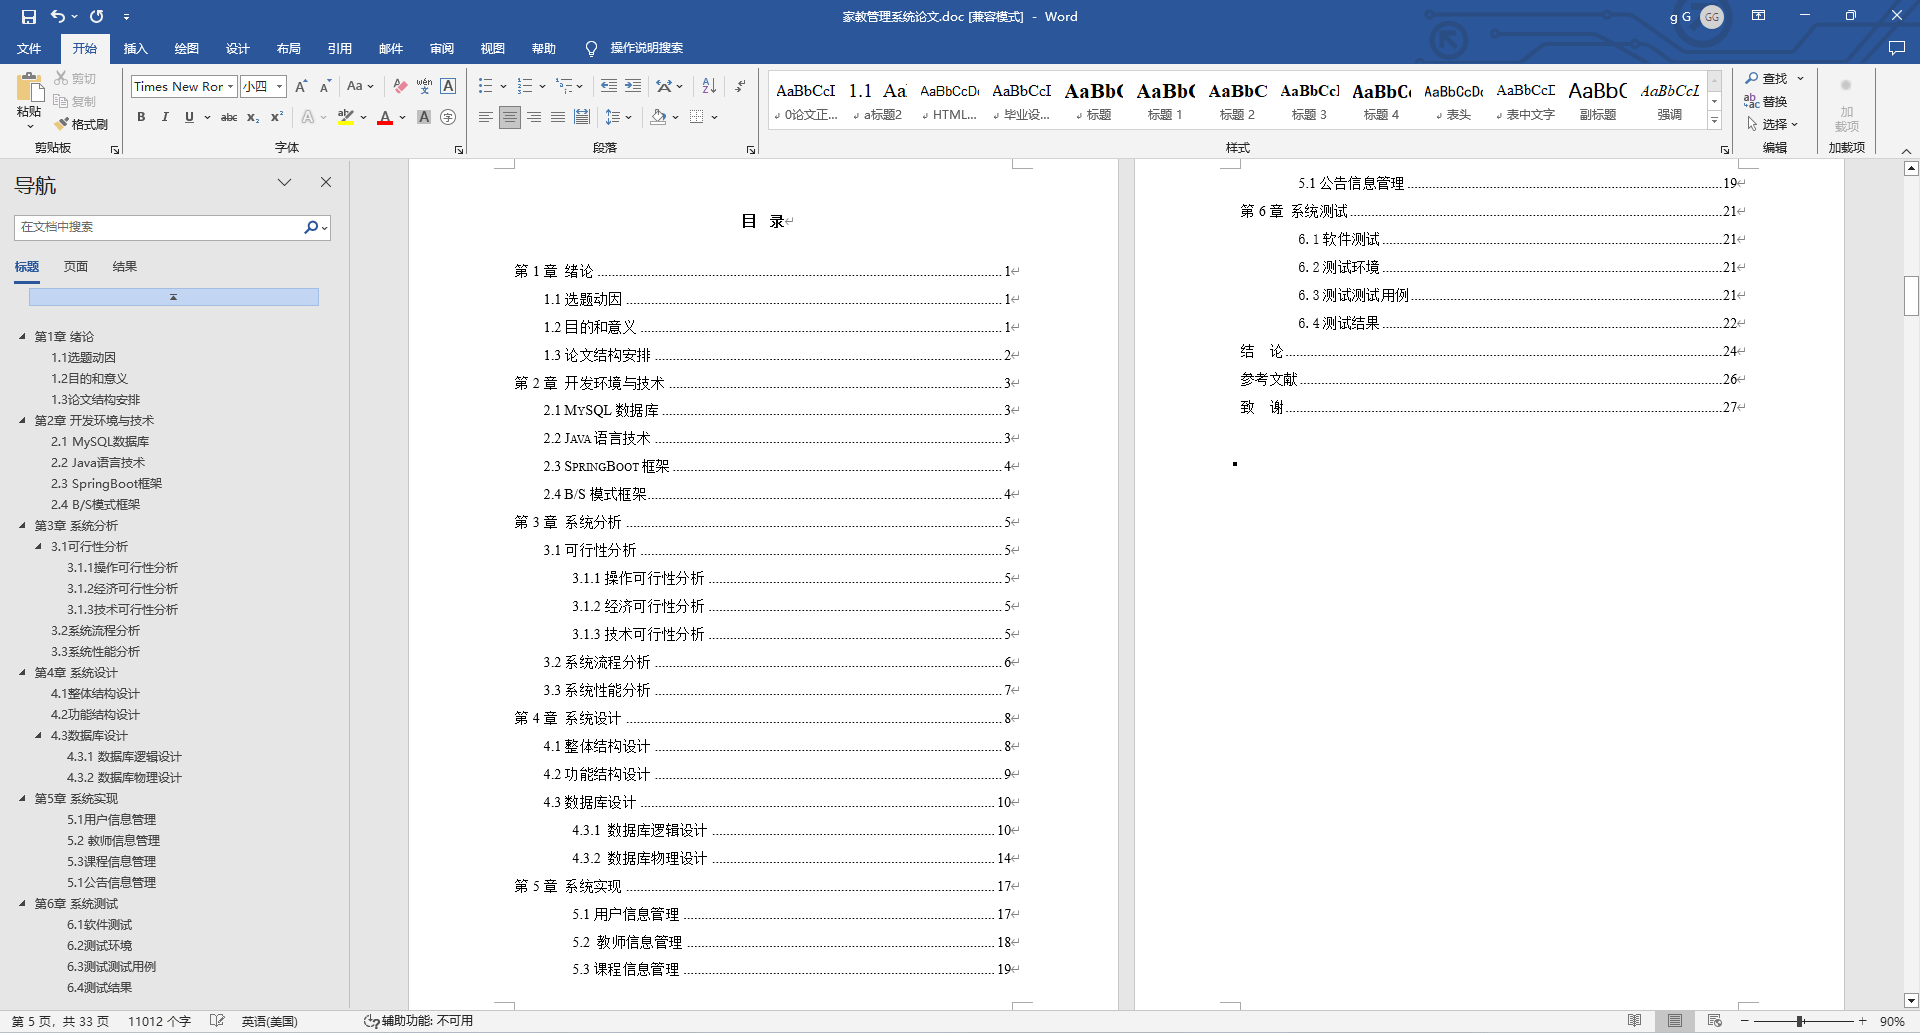 家教管理系统论文.doc [兼容模式] - Word
g G
GG
文件 开始 插入 绘图 设计 布局 引用 邮件 审阅 视图 帮助 操作说明搜索
粘贴
剪切
复制
格式刷
剪贴板
Times New Ror 小四
字体
段落
AaBbCcI 0论文正...
1.1 Aa a标题2
AaBbCcDc HTML...
AaBbCcI 毕业设...
AaBbC 标题
AaBbC 标题 1
AaBbC 标题 2
AaBbCcI 标题 3
AaBbCc 标题 4
AaBbCcDc 表头
AaBbCcD 表中文字
AaBbC 副标题
AaBbCcL 强调
样式
查找
替换
选择
编辑
加载项
加载项
导航
在文档中搜索
标题 页面 结果
第1章 绪论
1.1选题动因
1.2目的和意义
1.3论文结构安排
第2章 开发环境与技术
2.1 MySQL数据库
2.2 Java语言技术
2.3 SpringBoot框架
2.4 B/S模式框架
第3章 系统分析
3.1可行性分析
3.1.1操作可行性分析
3.1.2经济可行性分析
3.1.3技术可行性分析
3.2系统流程分析
3.3系统性能分析
第4章 系统设计
4.1整体结构设计
4.2功能结构设计
4.3数据库设计
4.3.1 数据库逻辑设计
4.3.2 数据库物理设计
第5章 系统实现
5.1用户信息管理
5.2 教师信息管理
5.3课程信息管理
5.1公告信息管理
第6章 系统测试
6.1软件测试
6.2测试环境
6.3测试测试用例
6.4测试结果
目 录
第 1 章 绪论 1
1.1 选题动因 1
1.2 目的和意义 1
1.3 论文结构安排 2
第 2 章 开发环境与技术 3
2.1 MySQL 数据库 3
2.2 Java 语言技术 3
2.3 SpringBoot 框架 4
2.4 B/S 模式框架 4
第 3 章 系统分析 5
3.1 可行性分析 5
3.1.1 操作可行性分析 5
3.1.2 经济可行性分析 5
3.1.3 技术可行性分析 5
3.2 系统流程分析 6
3.3 系统性能分析 7
第 4 章 系统设计 8
4.1 整体结构设计 8
4.2 功能结构设计 9
4.3 数据库设计 10
4.3.1 数据库逻辑设计 10
4.3.2 数据库物理设计 14
第 5 章 系统实现 17
5.1 用户信息管理 17
5.2 教师信息管理 18
5.3 课程信息管理 19
5.1 公告信息管理 19
第 6 章 系统测试 21
6.1 软件测试 21
6.2 测试环境 21
6.3 测试测试用例 21
6.4 测试结果 22
结 论 24
参考文献 26
致 谢 27
第 5 页，共 33 页 11012 个字 英语(美国) 辅助功能: 不可用 90%